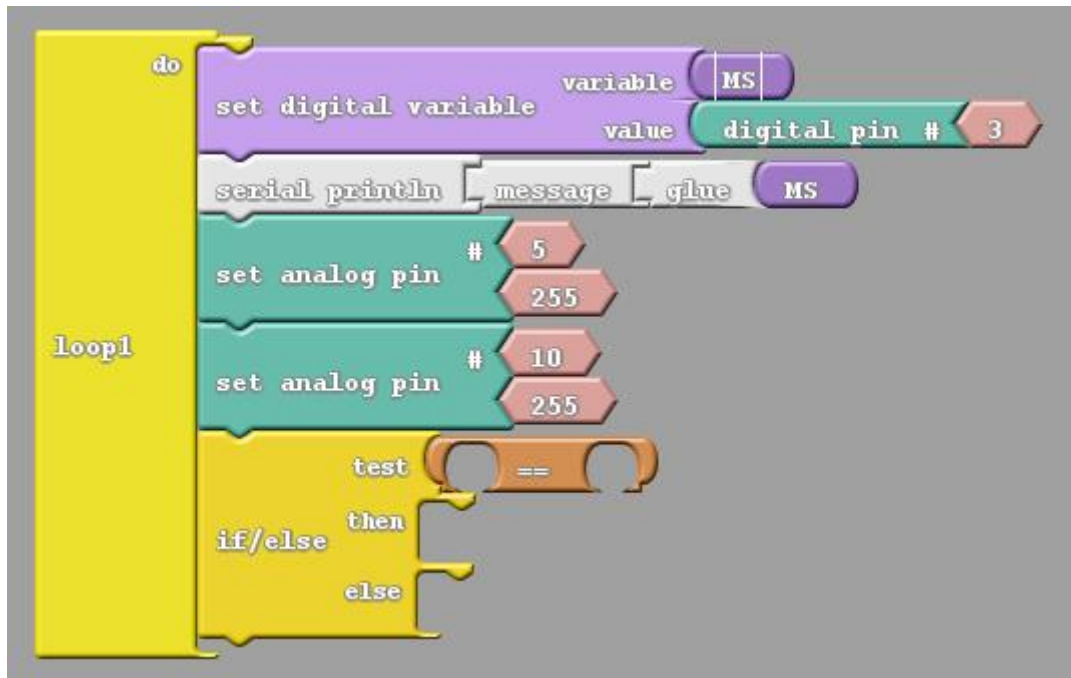 do
set digital variable variable MS
value digital pin # 3
serial println message glue MS
set analog pin # 5
255
loop1
set analog pin # 10
255
test ==
if/else then
else